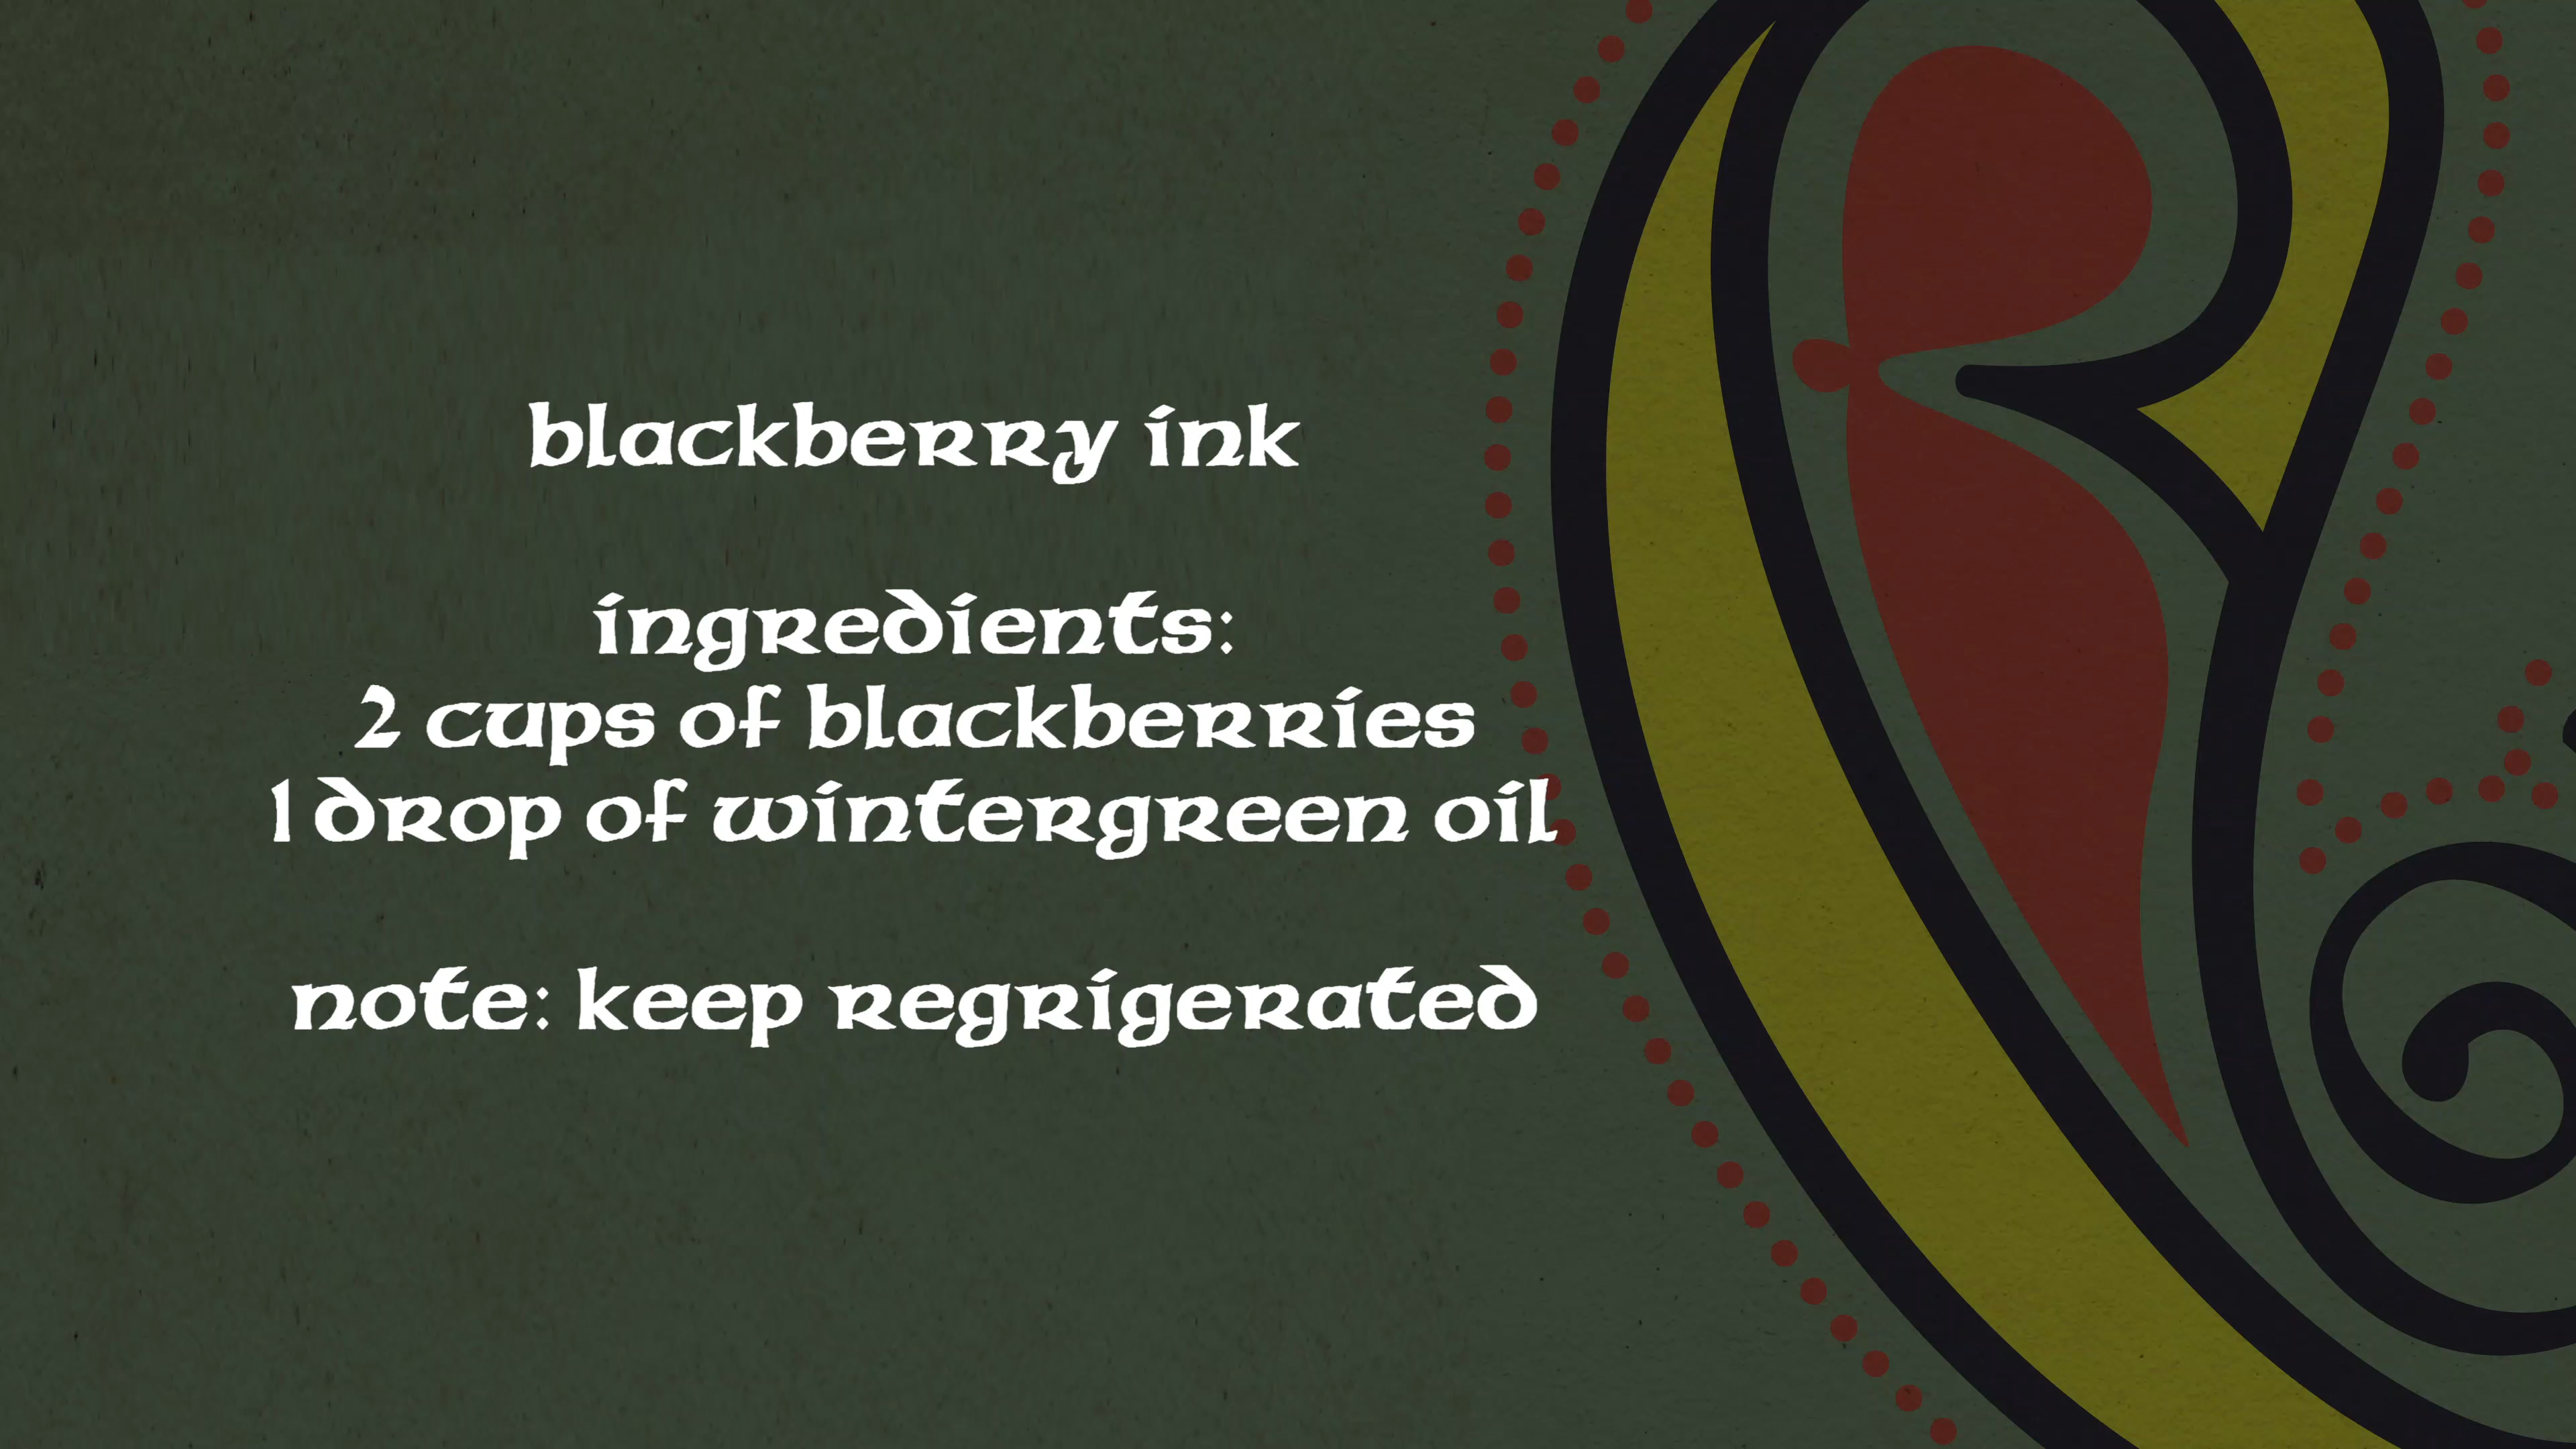 blackberry ink
ingredients:
2 cups of blackberries
1 drop of wintergreen oil
note: keep regrigerated